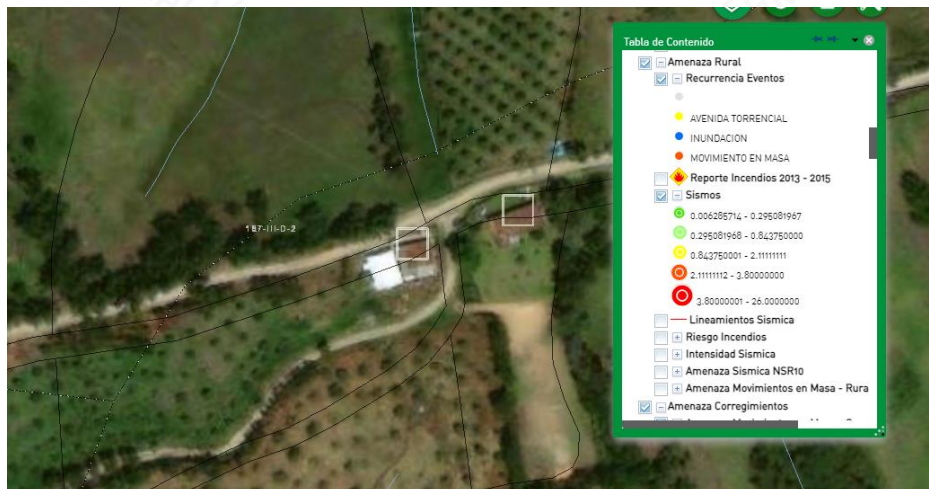 Tabla de Contenido
Amenaza Rural
Recurrencia Eventos
AVENIDA TORRENCIAL
INUNDACION
MOVIMIENTO EN MASA
Reporte Incendios 2013 - 2015
Sismos
0.006285714 - 0.295081967
0.295081968 - 0.843750000
0.843750001 - 2.11111111
2.11111112 - 3.80000000
3.80000001 - 26.0000000
Lineamientos Sismica
Riesgo Incendios
Intensidad Sismica
Amenaza Sismica NSR10
Amenaza Movimientos en Masa - Rura
Amenaza Corregimientos
187-III-D-2